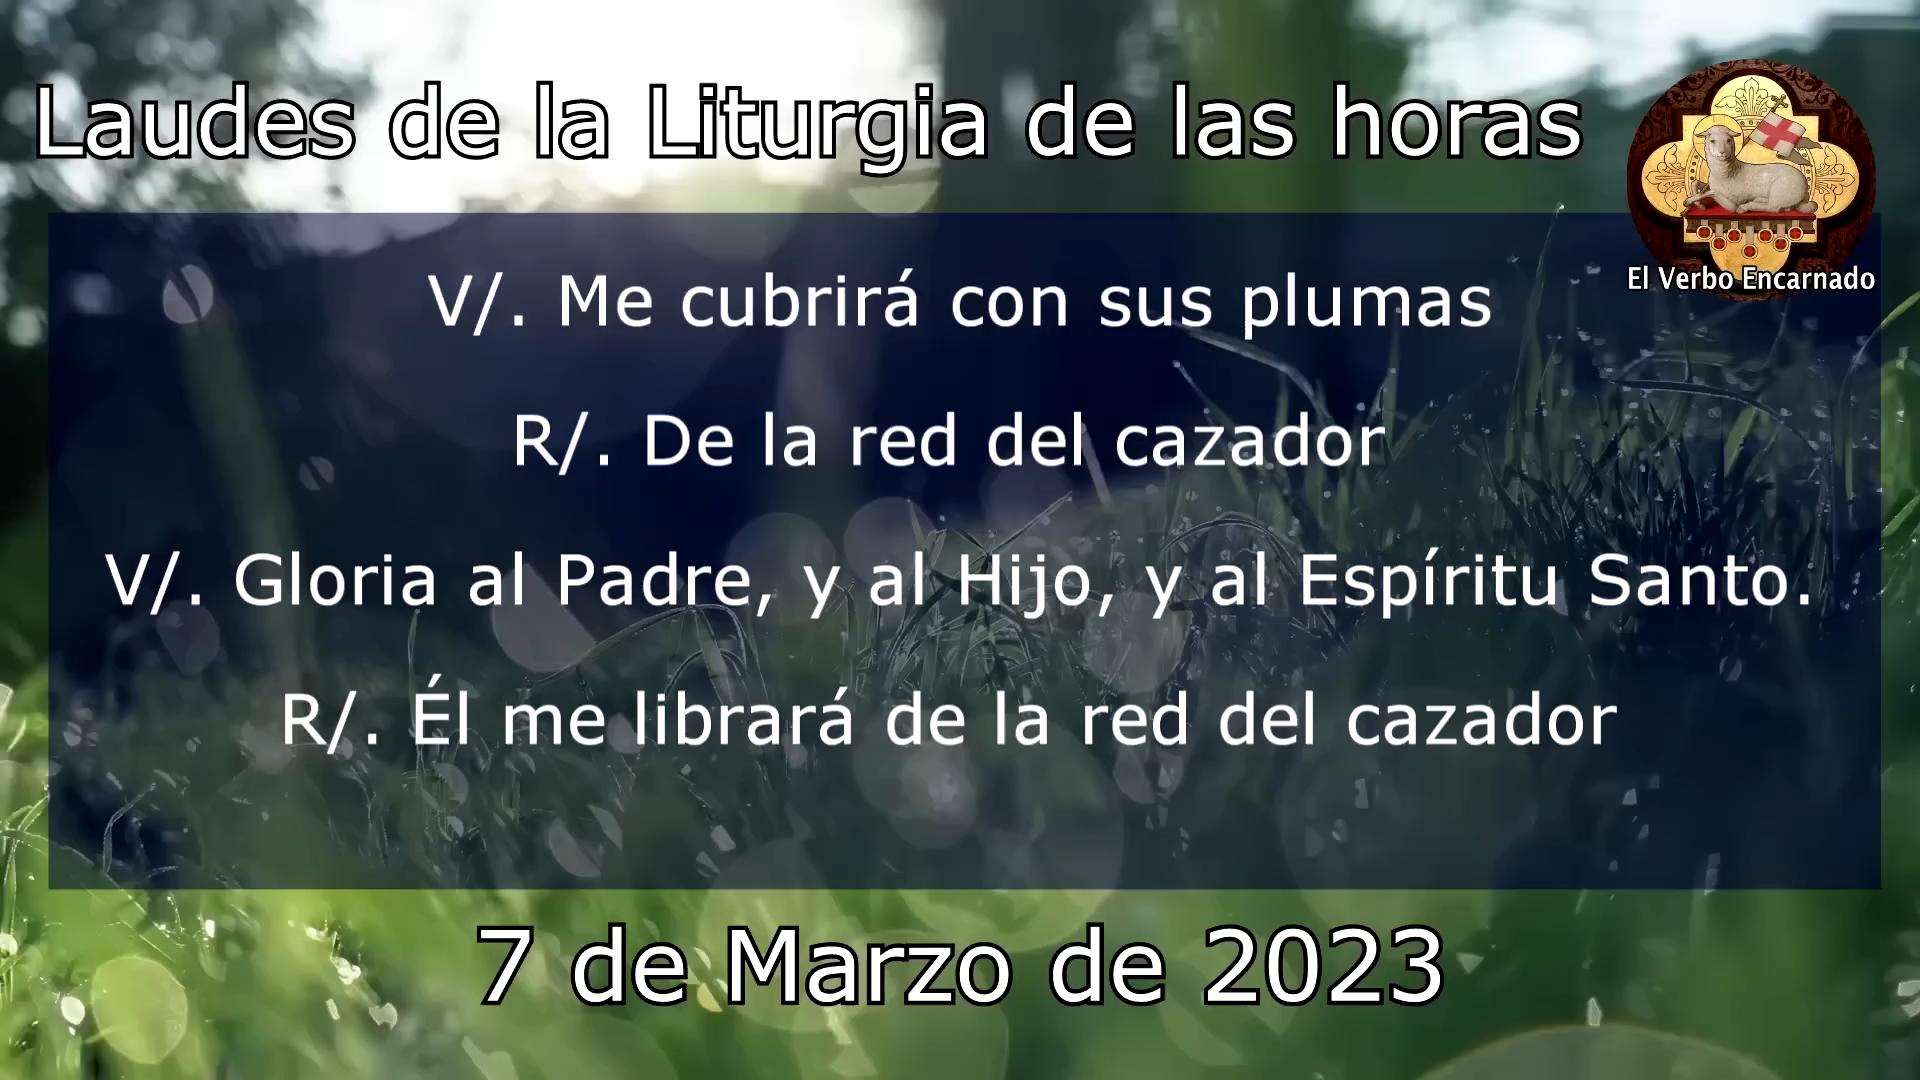 Laudes de la Liturgia de las horas
El Verbo Encarnado
V/. Me cubrirá con sus plumas
R/. De la red del cazador
V/. Gloria al Padre, y al Hijo, y al Espíritu Santo.
R/. Él me librará de la red del cazador
7 de Marzo de 2023